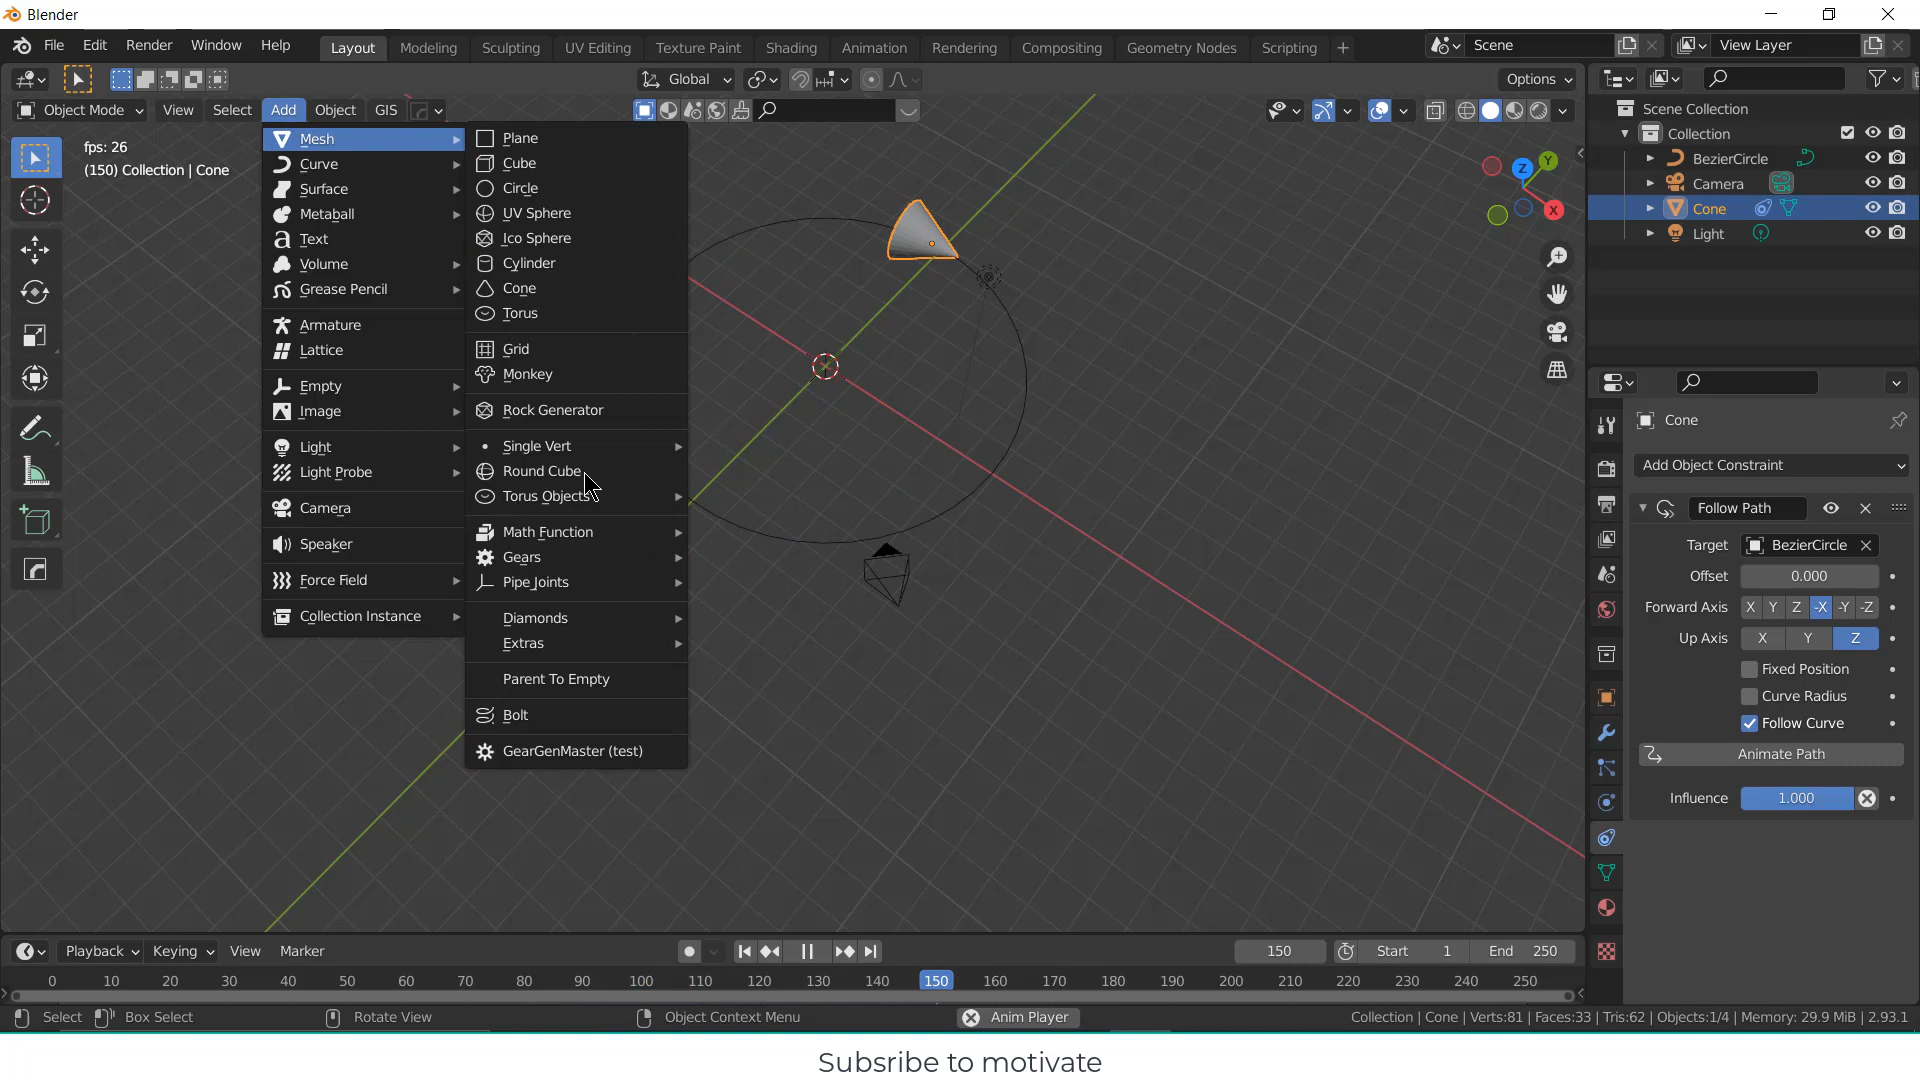 Blender
File Edit Render Window Help Layout Modeling Sculpting UV Editing Texture Paint Shading Animation Rendering Compositing Geometry Nodes Scripting + Scene View Layer
Global Options
Object Mode View Select Add Object GIS
fps: 26
(150) Collection | Cone
Mesh
Curve
Surface
Metaball
Text
Volume
Grease Pencil
Armature
Lattice
Empty
Image
Light
Light Probe
Camera
Speaker
Force Field
Collection Instance
Plane
Cube
Circle
UV Sphere
Ico Sphere
Cylinder
Cone
Torus
Grid
Monkey
Rock Generator
Single Vert
Round Cube
Torus Objects
Math Function
Gears
Pipe Joints
Diamonds
Extras
Parent To Empty
Bolt
GearGenMaster (test)
Z Y X
Scene Collection
Collection
BezierCircle
Camera
Cone
Light
Cone
Add Object Constraint
Follow Path
Target BezierCircle
Offset 0.000
Forward Axis X Y Z -X -Y -Z
Up Axis X Y Z
Fixed Position
Curve Radius
Follow Curve
Animate Path
Influence 1.000
Playback Keying View Marker 150 Start 1 End 250
0 10 20 30 40 50 60 70 80 90 100 110 120 130 140 150 160 170 180 190 200 210 220 230 240 250
Select Box Select Rotate View Object Context Menu Anim Player Collection | Cone | Verts:81 | Faces:33 | Tris:62 | Objects:1/4 | Memory: 29.9 MiB | 2.93.1
Subsribe to motivate